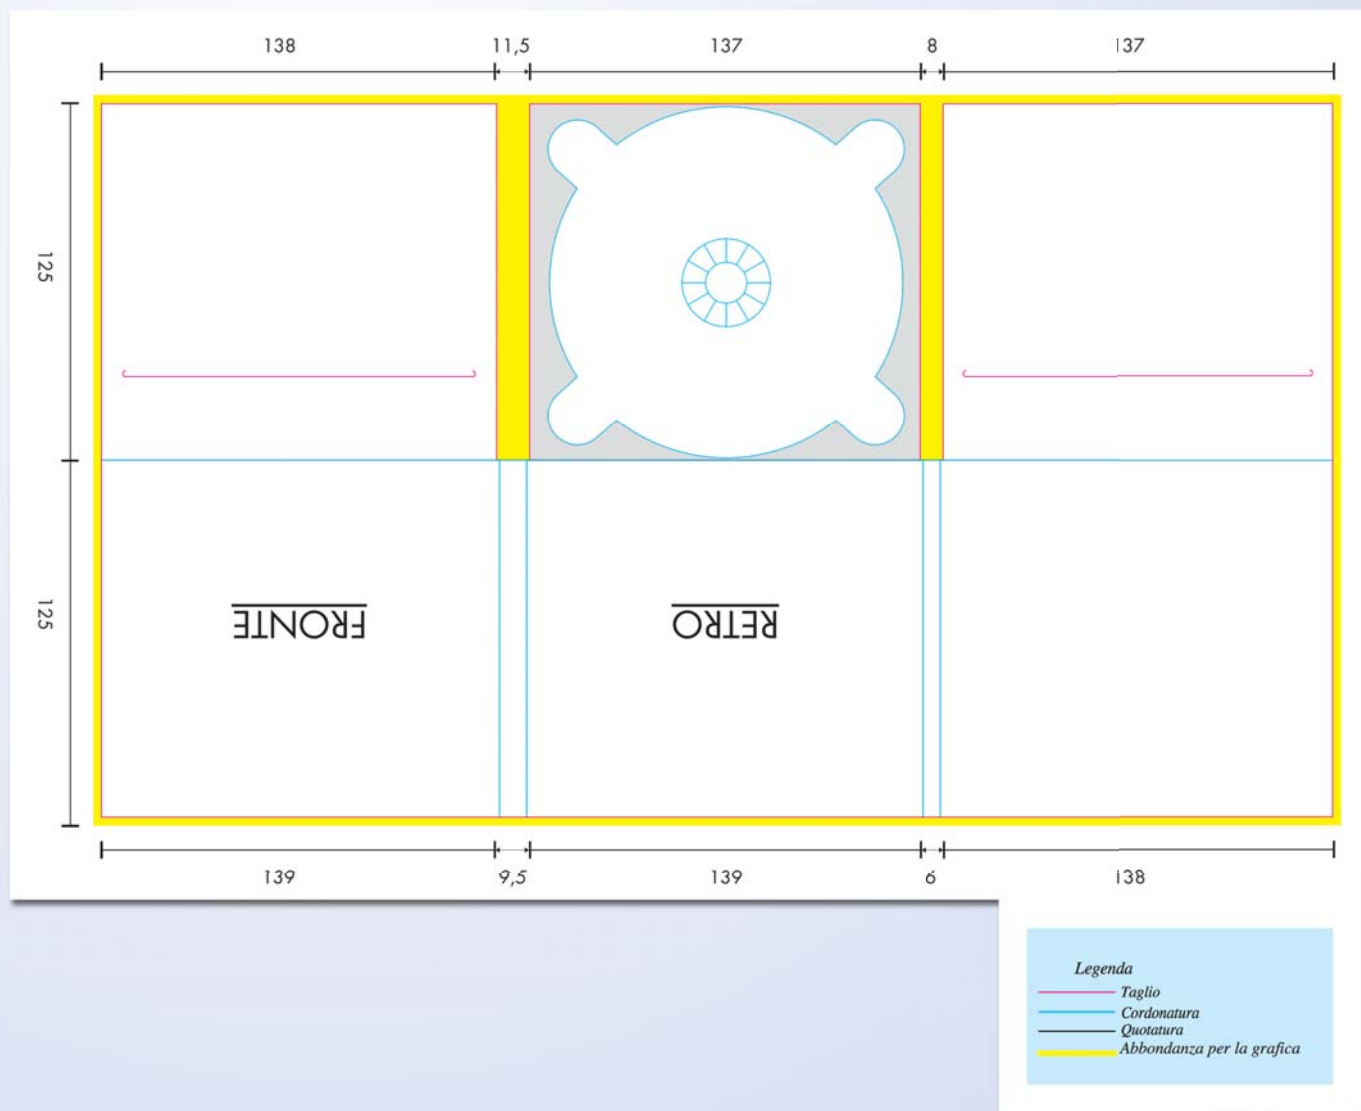 138
11,5
137
8
137
125
125
FRONTE
RETRO
139
9,5
139
6
138
Legenda
Taglio
Cordonatura
Quotatura
Abbondanza per la grafica